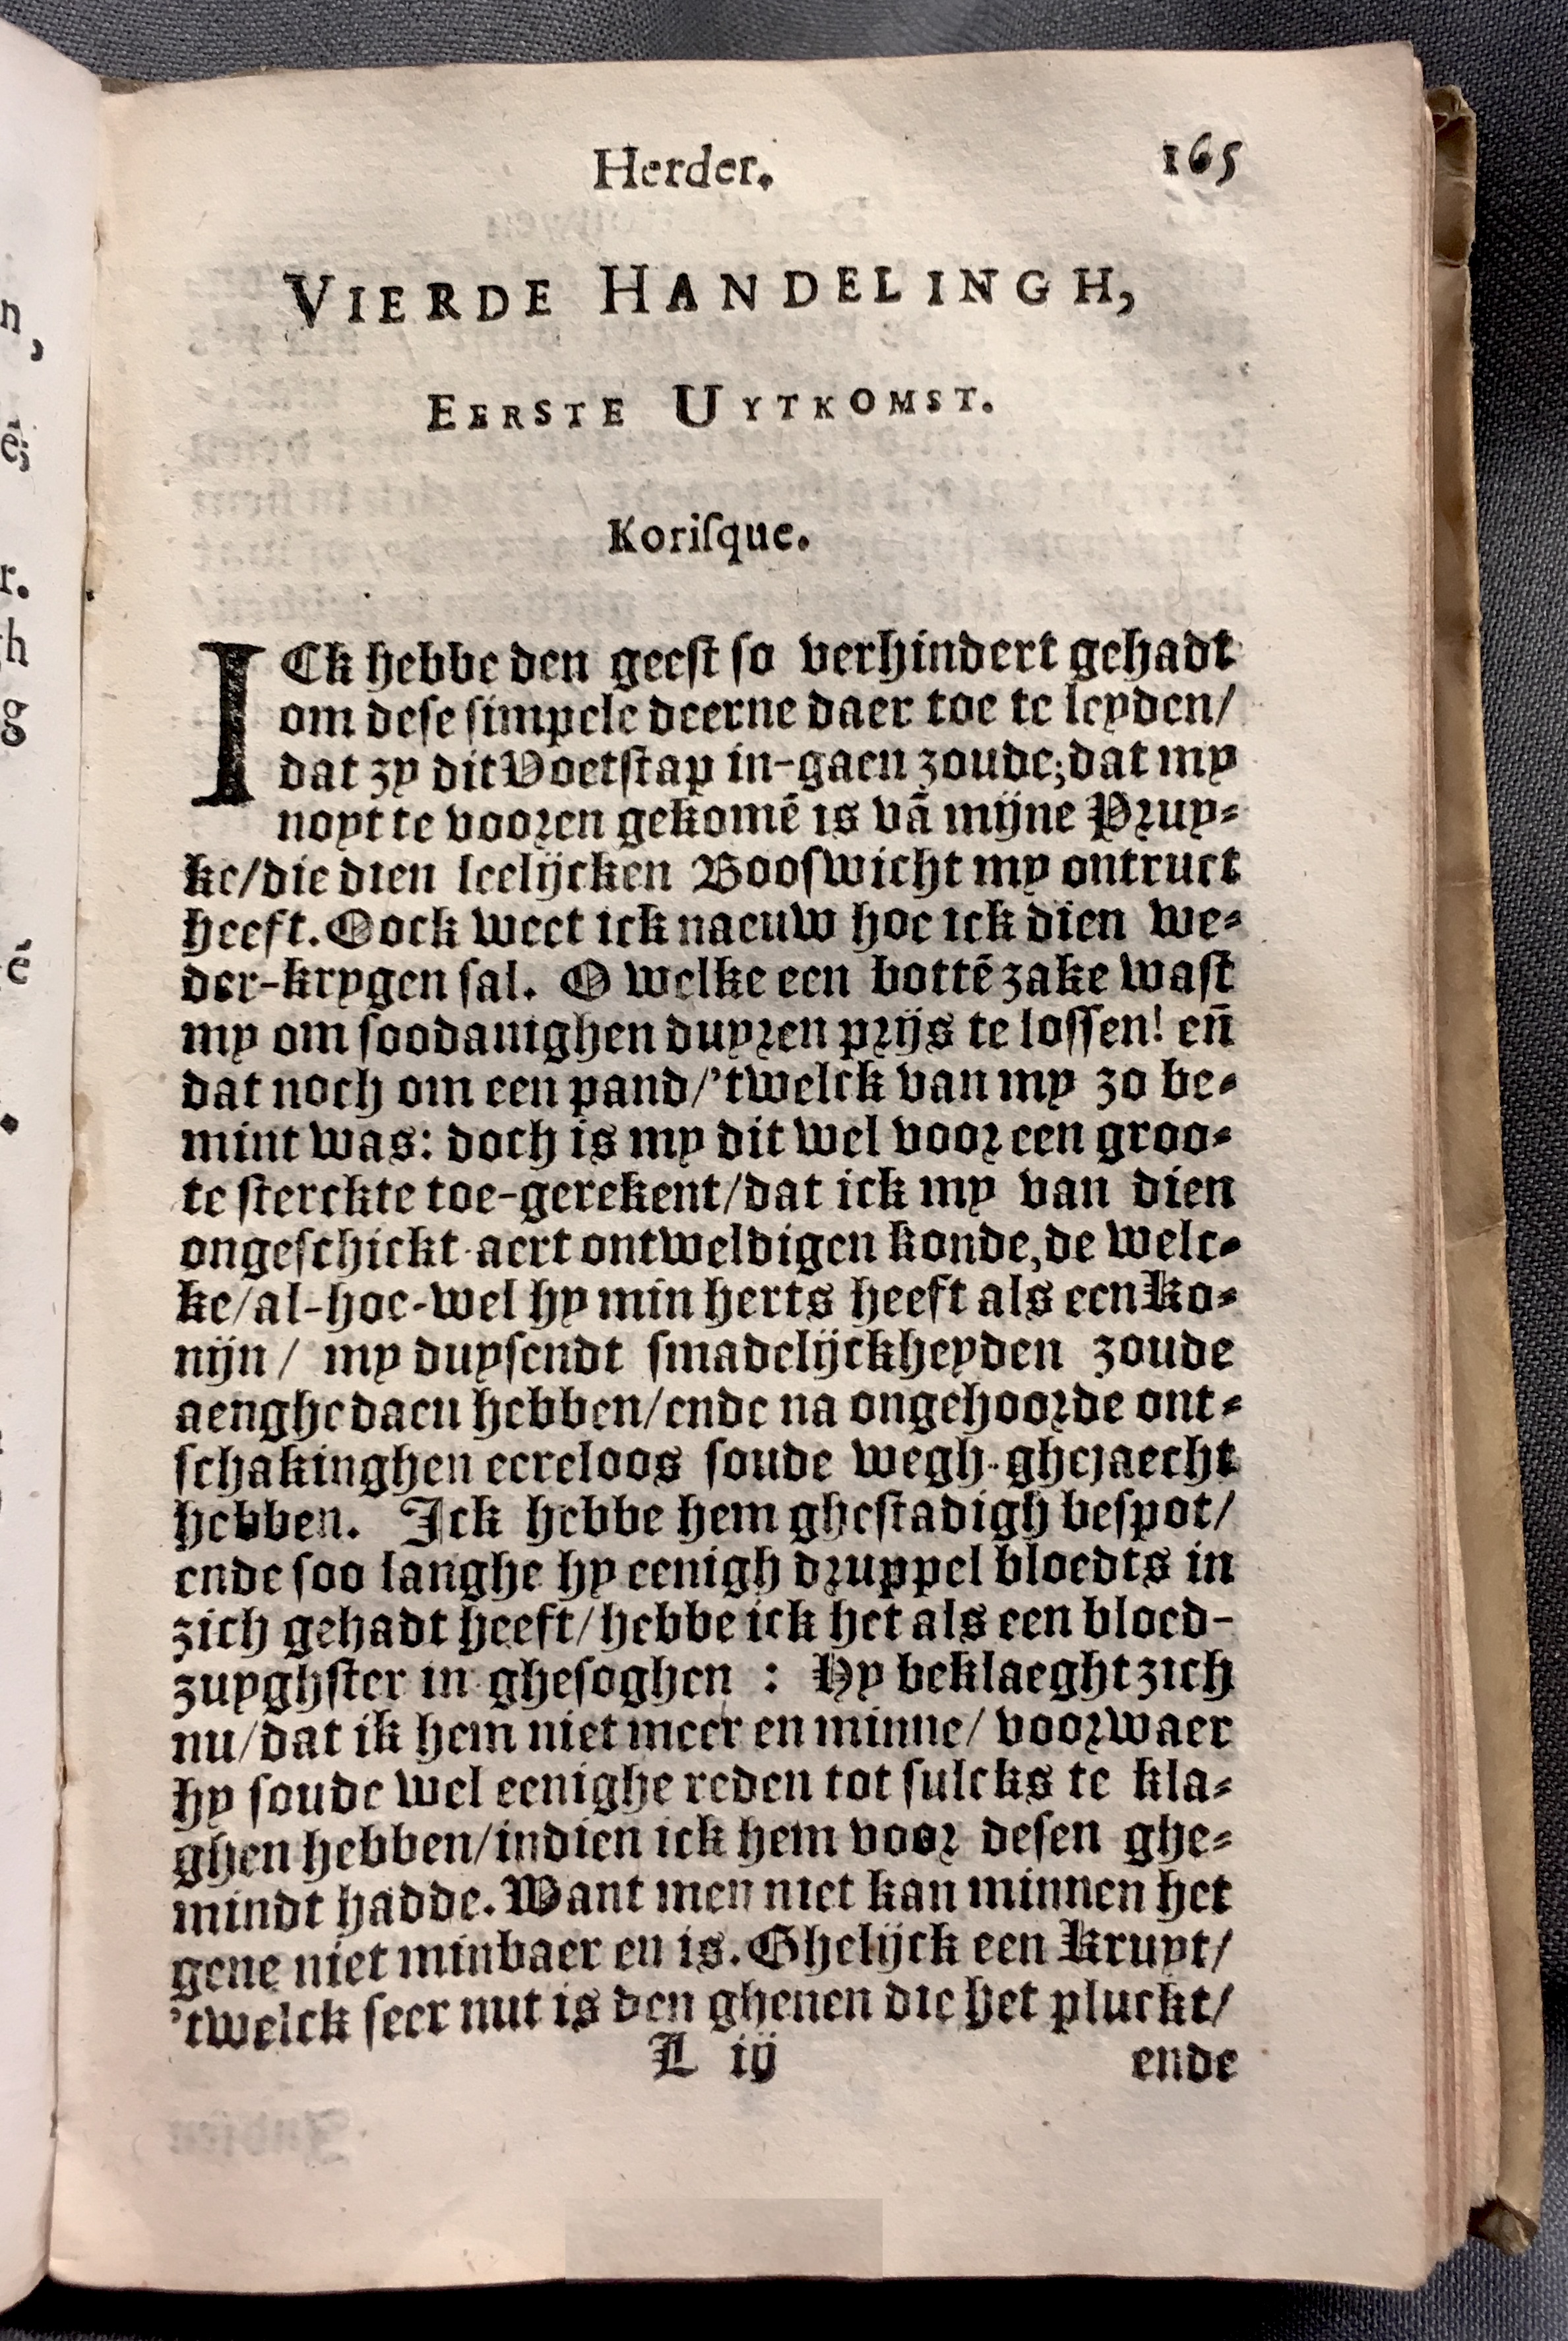 Herder. 165
VIERDE HANDELINGH,
EERSTE UYTKOMST.
Koriſque.
ICk hebbe den geeſt ſo verhindert gehadt
om deſe ſimpele deerne daer toe te leyden/
dat zy dit Voetſtap in-gaen zoude; dat my
noyt te vooren gekomē is vā mijne Pruy-
ke/die dien leelijcken Booſwicht my ontruct
heeft. Oock weet ick naeuw hoe ick dien we-
der-krygen ſal. O welke een bottē zake waſt
my om ſoodanighen duyren prijs te loſſen! eñ
dat noch om een pand/'twelck van my zo be-
mint was: doch is my dit wel voor een groo-
te ſterckte toe-gerekent/dat ick my van dien
ongeſchickt aert ontweldigen konde, de welc-
ke/al-hoe-wel hy min herts heeft als een Ko-
nijn/ my duyſendt ſmadelijckheyden zoude
aenghedaen hebben/ende na ongehoorde ont-
ſchakinghen eereloos ſoude wegh-ghejaecht
hebben. Ick hebbe hem gheſtadigh beſpot/
ende ſoo langhe hy eenigh druppel bloedts in
zich gehadt heeft/hebbe ick het als een bloed-
zuyghſter in gheſoghen : Hy beklaeght zich
nu/dat ik hem niet meer en minne/ voorwaer
hy ſoude wel eenighe reden tot ſulcks te kla-
ghen hebben/indien ick hem voor deſen ghe-
mindt hadde. Want men niet kan minnen het
gene niet minbaer en is. Ghelijck een Kruyt/
'twelck ſeer nut is den ghenen die het pluckt/
L iij ende